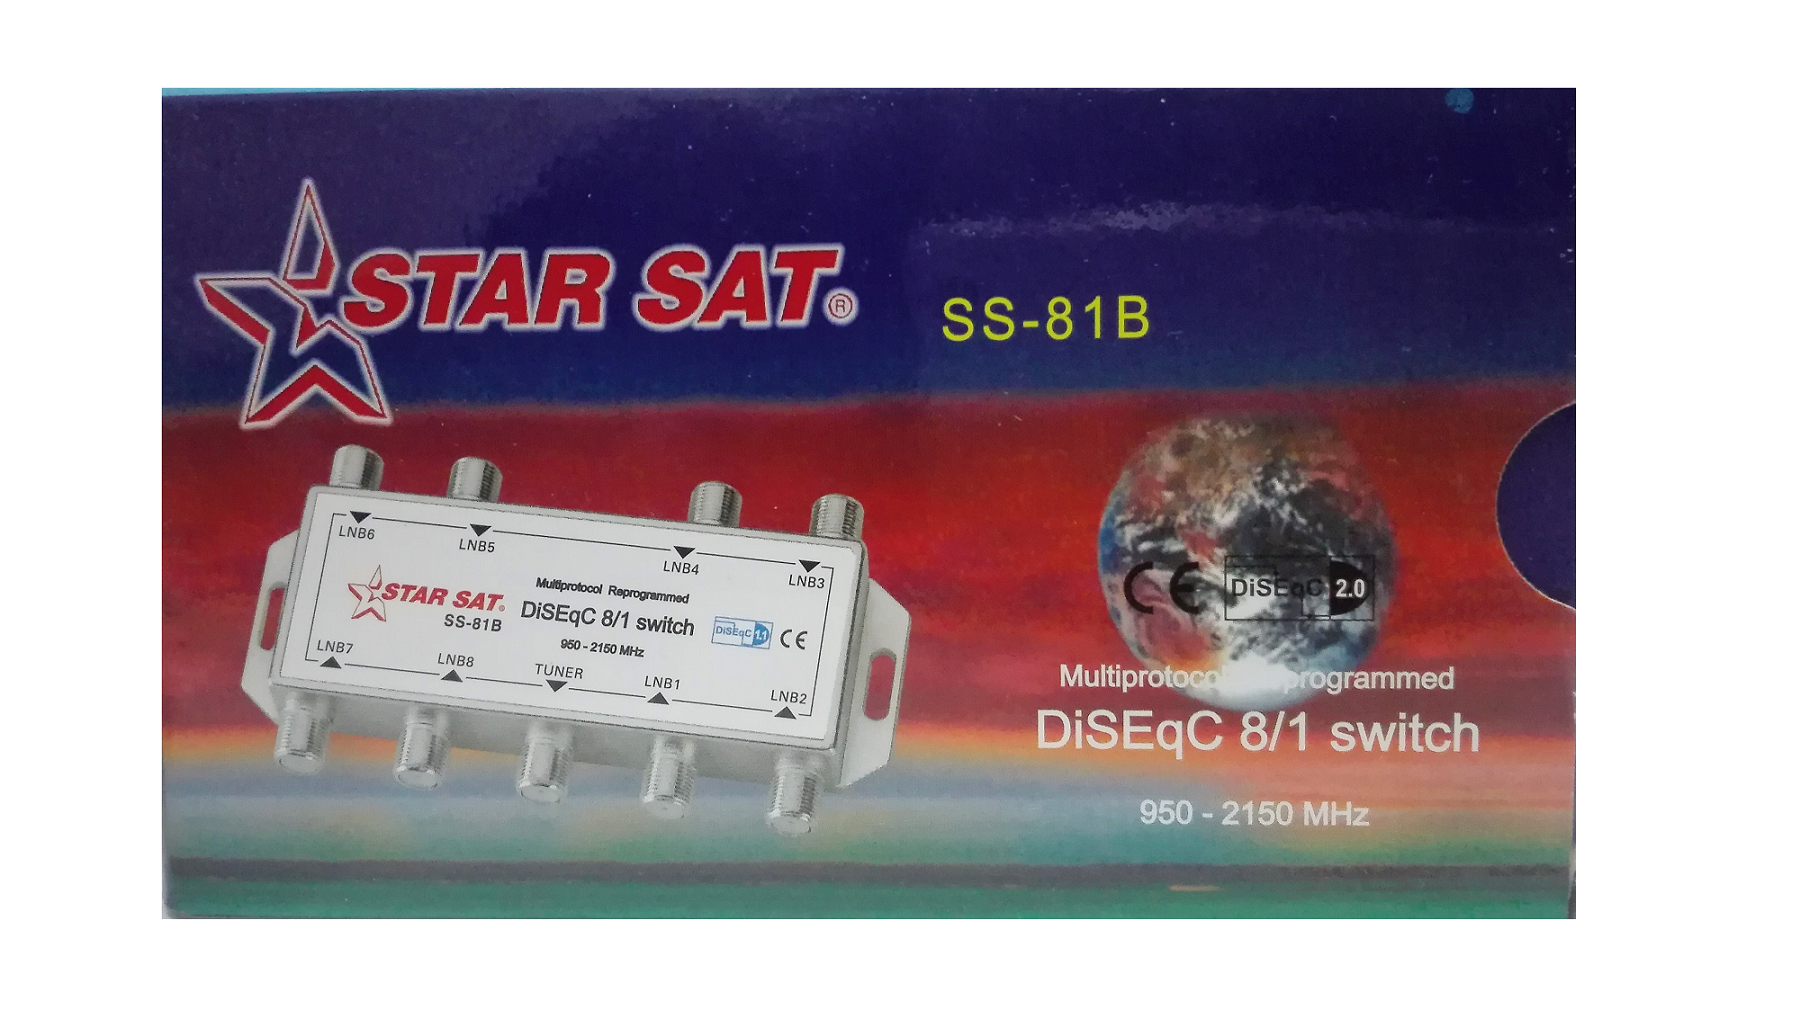 STAR SAT®
SS-81B
LNB6
LNB5
LNB4
LNB3
STAR SAT.
SS-81B
Multiprotocol Reprogrammed
DiSEqC 8/1 switch
950 - 2150 MHz
DiSEqC 1.1 CE
LNB7
LNB8
TUNER
LNB1
LNB2
CE DiSEqC 2.0
Multiprotocol programmed
DiSEqC 8/1 switch
950 - 2150 MHz